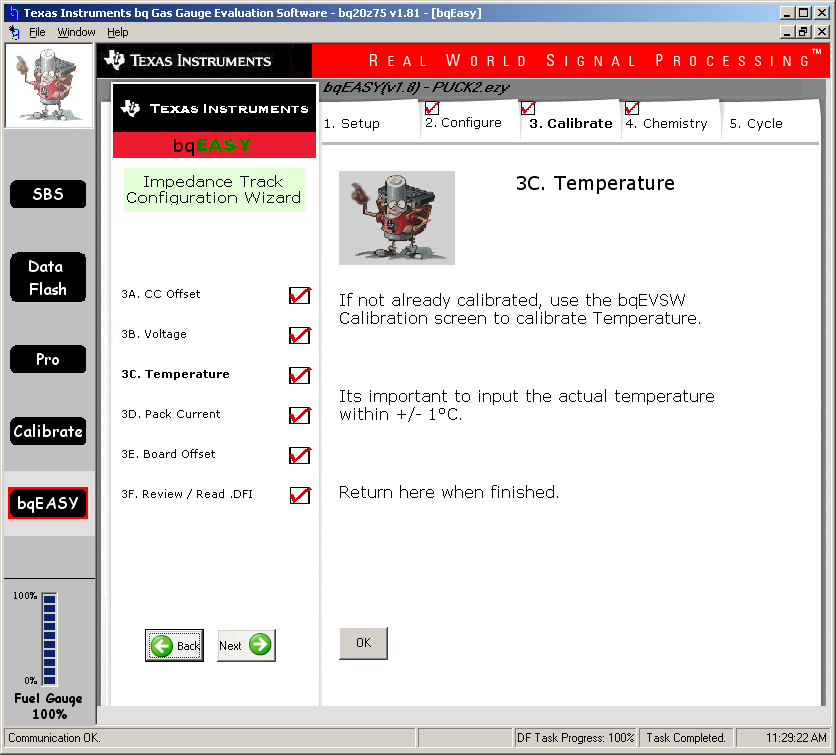 Texas Instruments bq Gas Gauge Evaluation Software - bq20z75 v1.81 - [bqEasy]
File Window Help
TEXAS INSTRUMENTS
REAL WORLD SIGNAL PROCESSING™
bqEASY(v1.8) - PUCK2.ezy
TEXAS INSTRUMENTS
bqEASY
1. Setup
2. Configure
3. Calibrate
4. Chemistry
5. Cycle
Impedance Track
Configuration Wizard
3C. Temperature
SBS
Data
Flash
Pro
Calibrate
bqEASY
3A. CC Offset
3B. Voltage
3C. Temperature
3D. Pack Current
3E. Board Offset
3F. Review / Read .DFI
If not already calibrated, use the bqEVSW
Calibration screen to calibrate Temperature.
Its important to input the actual temperature
within +/- 1°C.
Return here when finished.
100%
0%
Fuel Gauge
100%
Back
Next
OK
Communication OK.
DF Task Progress: 100%
Task Completed.
11:29:22 AM